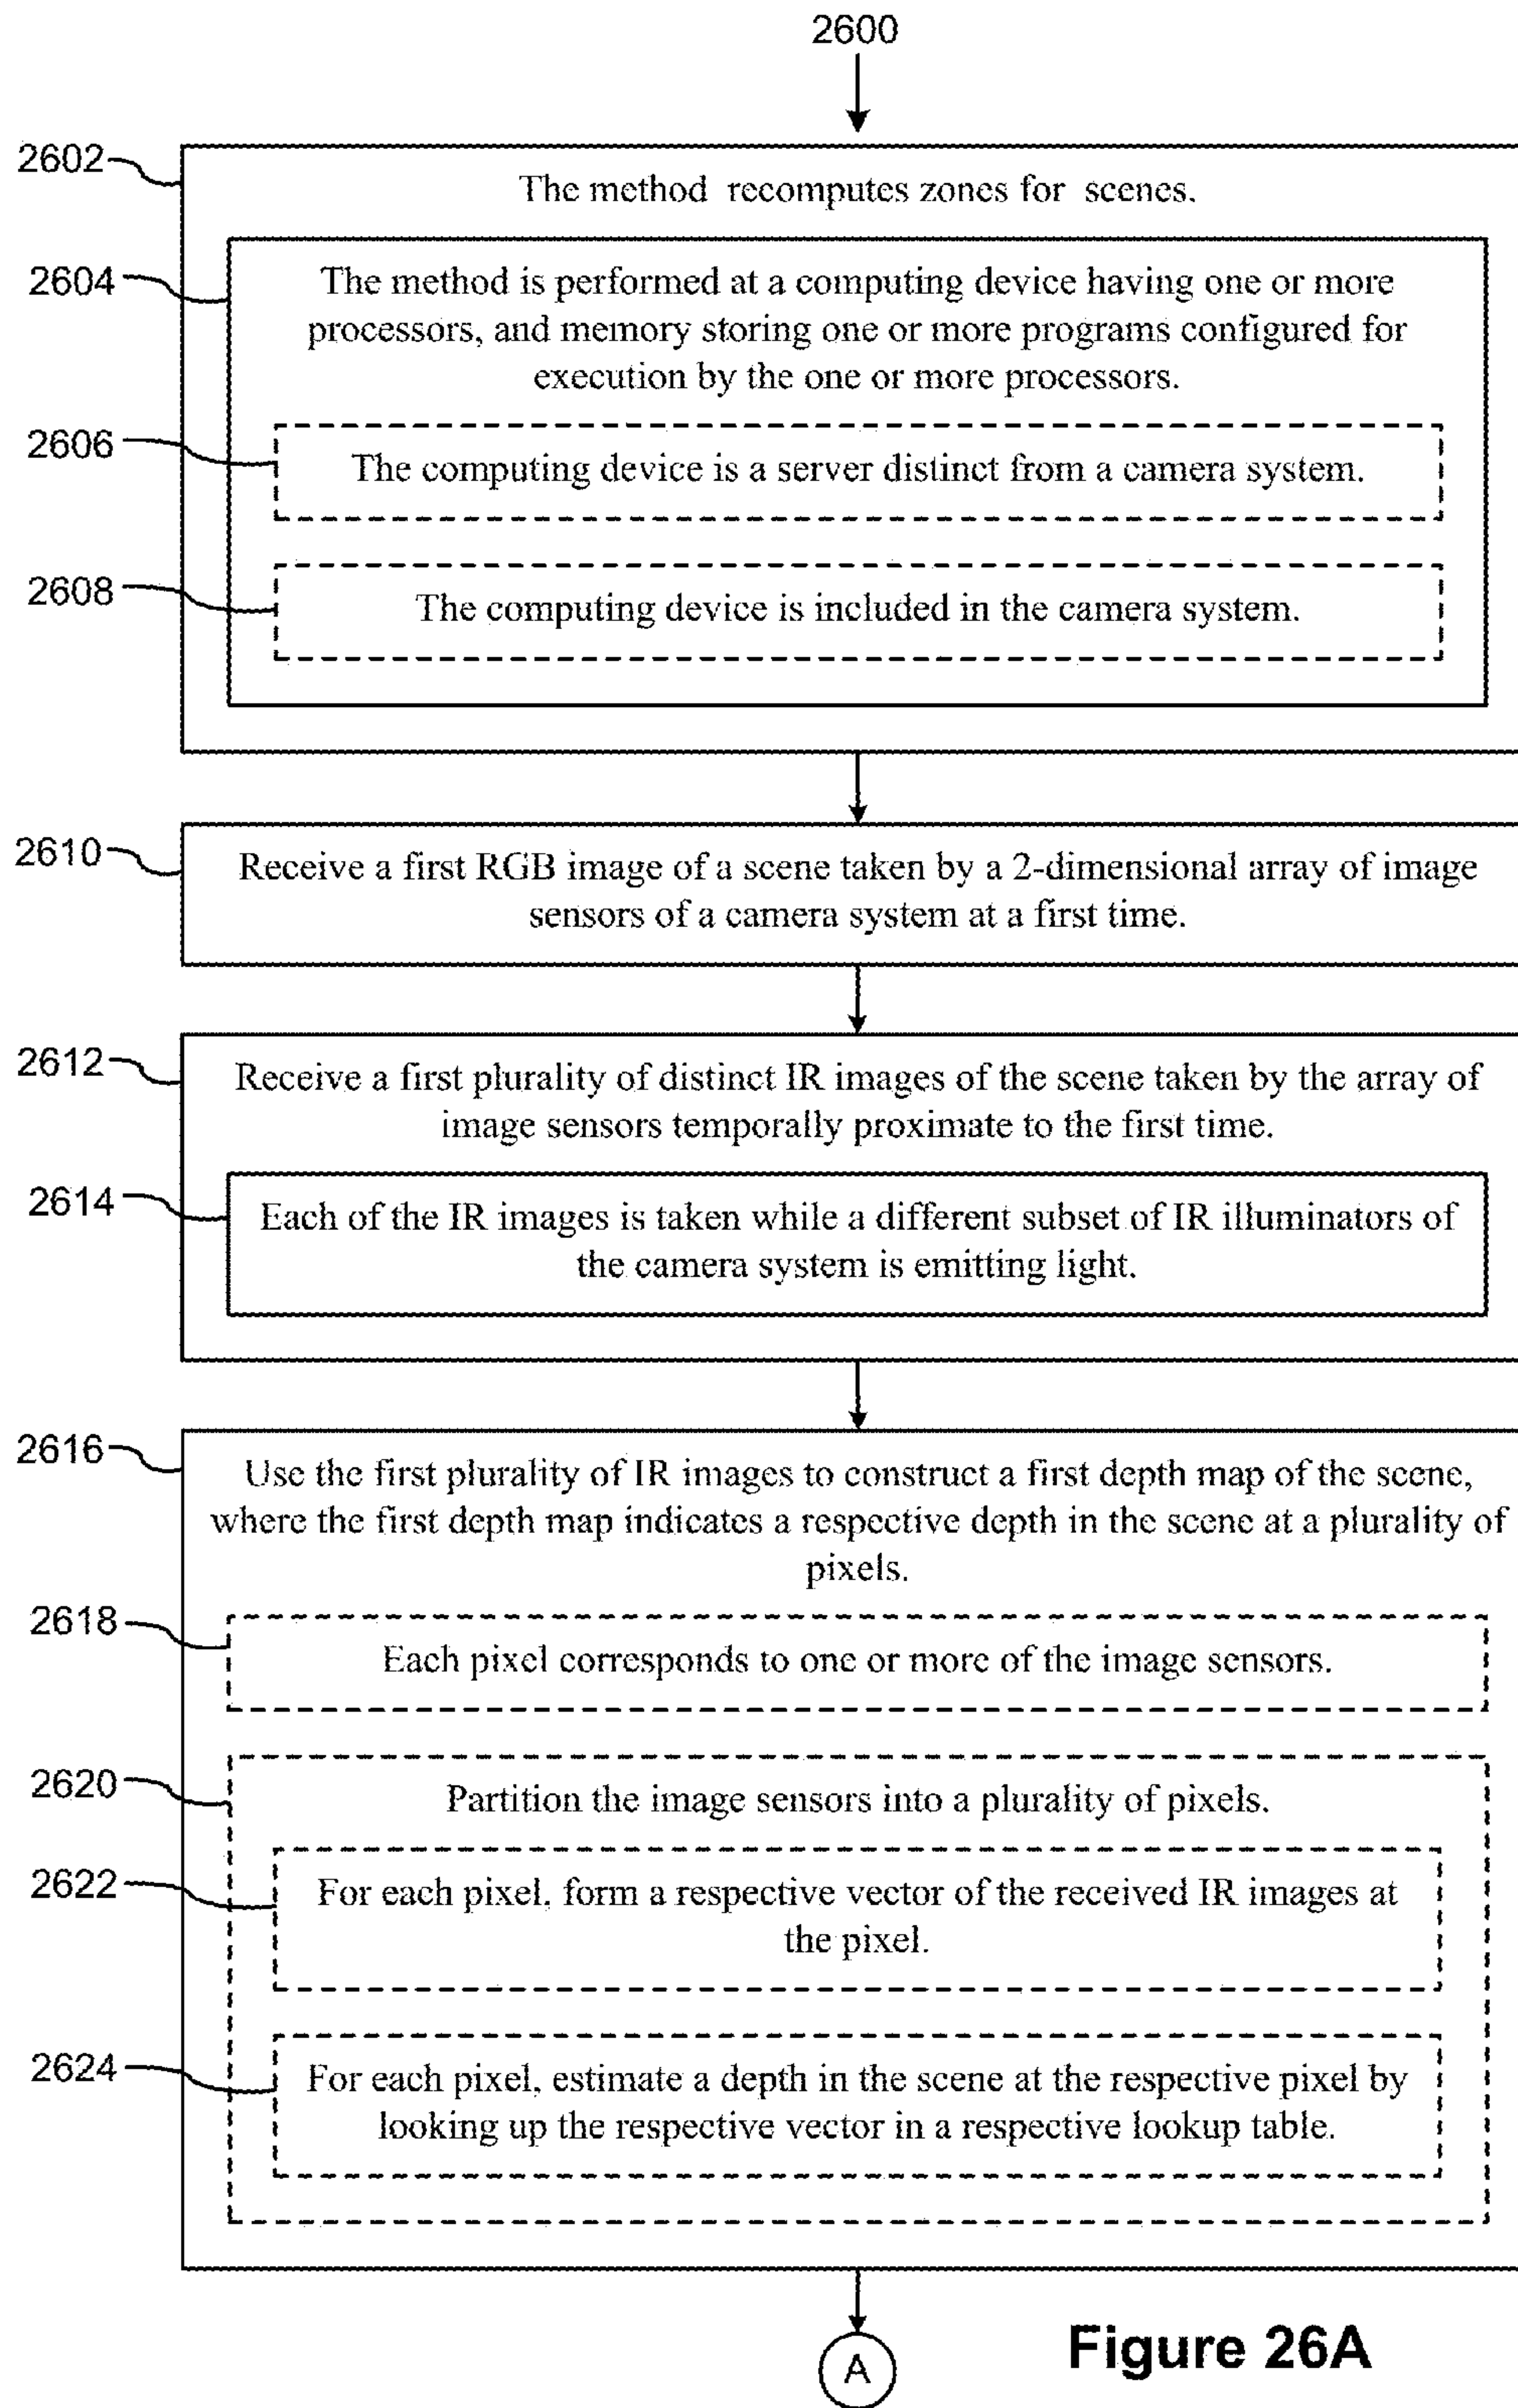 2600
2602
The method recomputes zones for scenes.
2604
The method is performed at a computing device having one or more
processors, and memory storing one or more programs configured for
execution by the one or more processors.
2606
The computing device is a server distinct from a camera system.
2608
The computing device is included in the camera system.
2610
Receive a first RGB image of a scene taken by a 2-dimensional array of image
sensors of a camera system at a first time.
2612
Receive a first plurality of distinct IR images of the scene taken by the array of
image sensors temporally proximate to the first time.
2614
Each of the IR images is taken while a different subset of IR illuminators of
the camera system is emitting light.
2616
Use the first plurality of IR images to construct a first depth map of the scene,
where the first depth map indicates a respective depth in the scene at a plurality of
pixels.
2618
Each pixel corresponds to one or more of the image sensors.
2620
Partition the image sensors into a plurality of pixels.
2622
For each pixel, form a respective vector of the received IR images at
the pixel.
2624
For each pixel, estimate a depth in the scene at the respective pixel by
looking up the respective vector in a respective lookup table.
A
Figure 26A